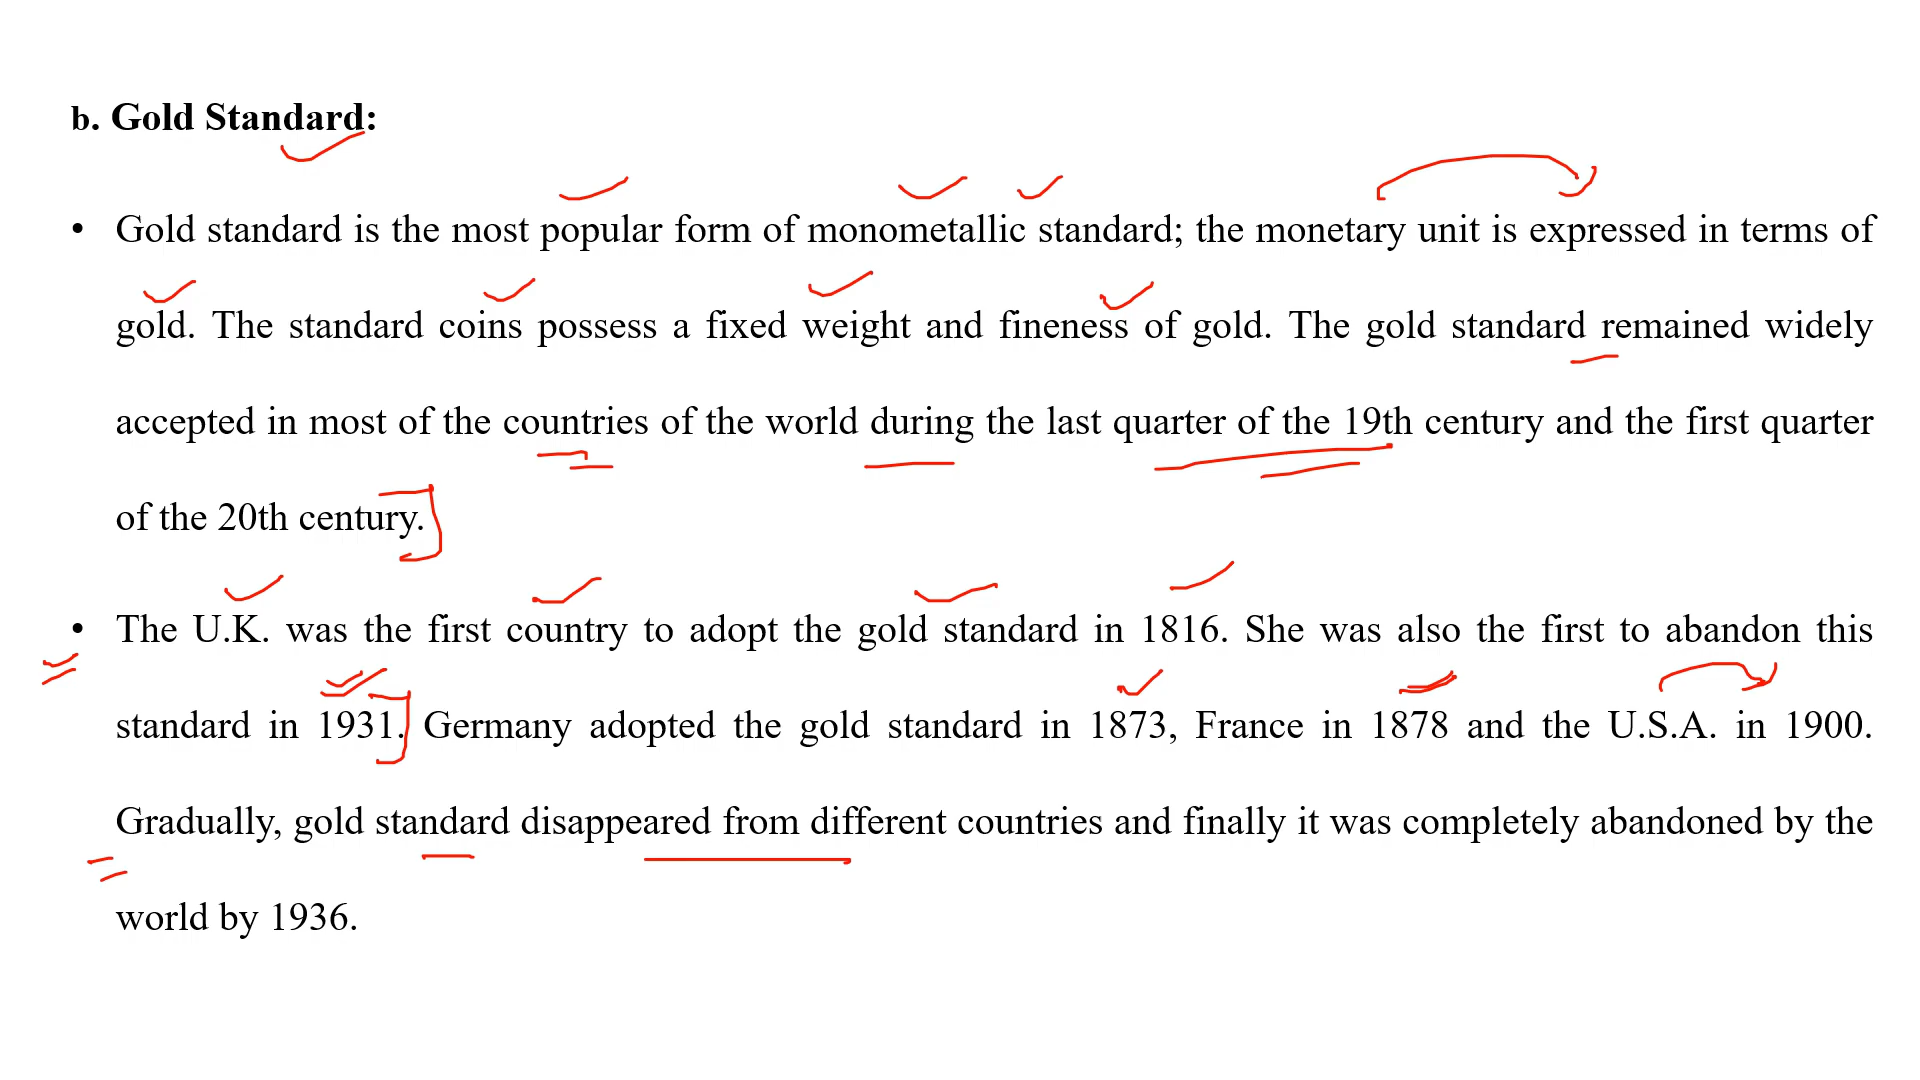 b. Gold Standard:
• Gold standard is the most popular form of monometallic standard; the monetary unit is expressed in terms of
gold. The standard coins possess a fixed weight and fineness of gold. The gold standard remained widely
accepted in most of the countries of the world during the last quarter of the 19th century and the first quarter
of the 20th century.
• The U.K. was the first country to adopt the gold standard in 1816. She was also the first to abandon this
standard in 1931. Germany adopted the gold standard in 1873, France in 1878 and the U.S.A. in 1900.
Gradually, gold standard disappeared from different countries and finally it was completely abandoned by the
world by 1936.